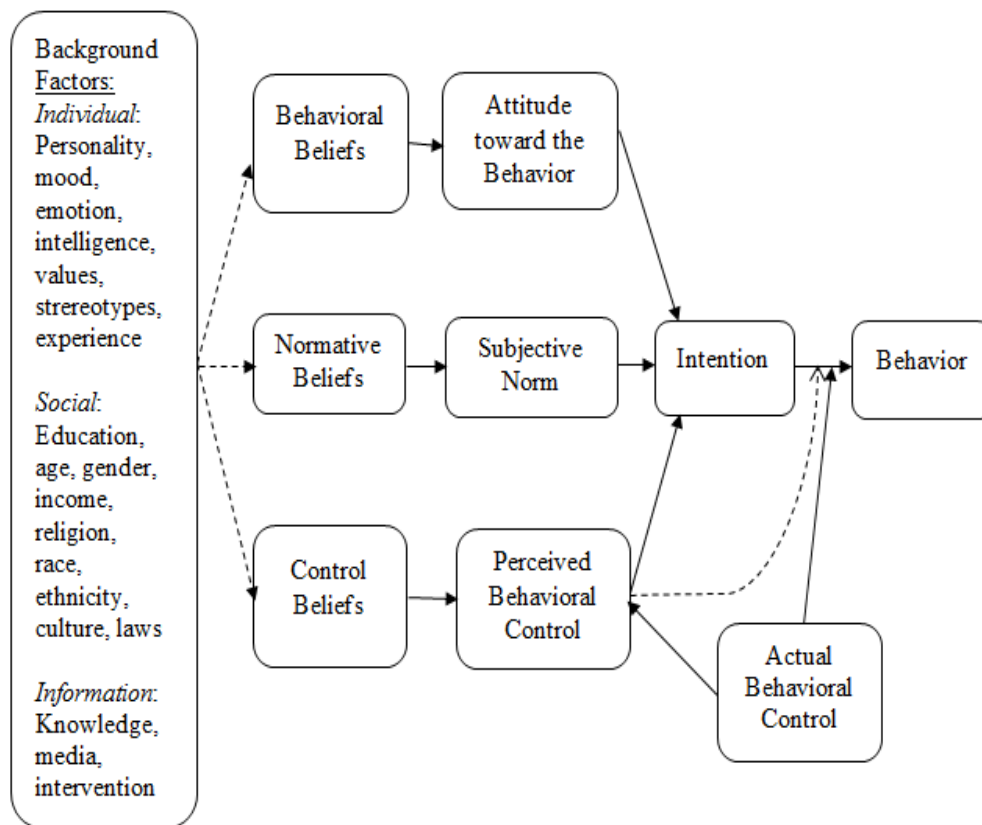 Background
Factors:
Individual:
Personality,
mood,
emotion,
intelligence,
values,
strereotypes,
experience
Social:
Education,
age, gender,
income,
religion,
race,
ethnicity,
culture, laws
Information:
Knowledge,
media,
intervention
Behavioral
Beliefs
Attitude
toward the
Behavior
Normative
Beliefs
Subjective
Norm
Intention
Behavior
Control
Beliefs
Perceived
Behavioral
Control
Actual
Behavioral
Control